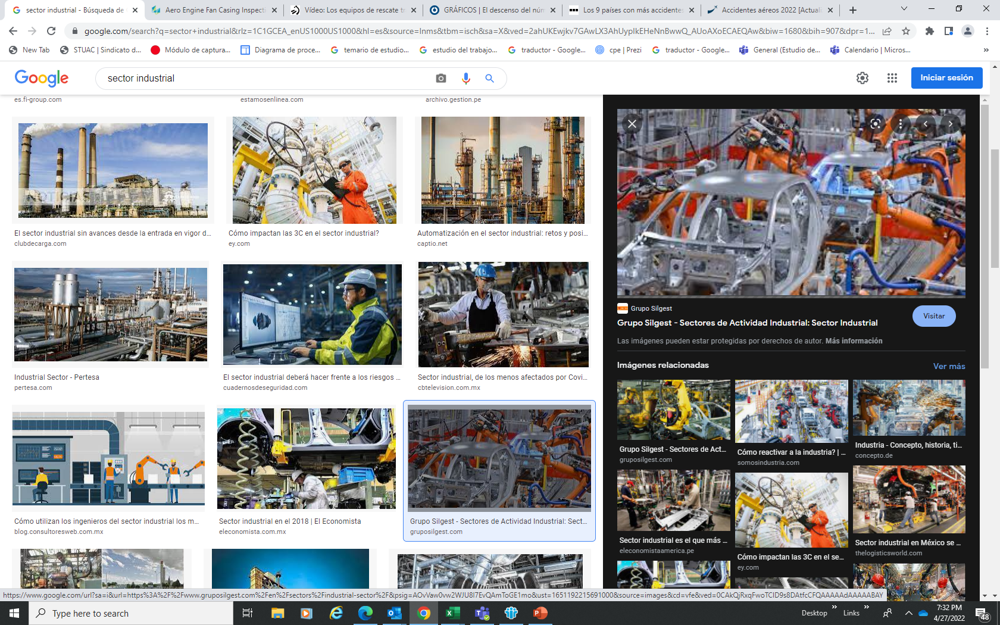 sector industrial - Búsqueda de
Aero Engine Fan Casing Inspecti
Vídeo: Los equipos de rescate tr
GRÁFICOS | El descenso del núm
Los 9 países con más accidentes
Accidentes aéreos 2022 [Actuali
google.com/search?q=sector+industrial&rlz=1C1GCEA_enUS1000US1000&hl=es&source=lnms&tbm=isch&sa=X&ved=2ahUKEwjkv7GAwLX3AhUypIkEHeNnBwwQ_AUoAXoECAEQAw&biw=1680&bih=907&dpr=1...
New Tab
STUAC | Sindicato d...
Módulo de captura...
Diagrama de proce...
temario de estudio...
estudio del trabajo...
traductor - Google...
cpe | Prezi
traductor - Google...
General (Estudio de...
Calendario | Micros...
Google
sector industrial
Iniciar sesión
es.fi-group.com
estamosenlinea.com
archivo.gestion.pe
NOTICIAS
El sector industrial sin avances desde la entrada en vigor d...
clubdecarga.com
Cómo impactan las 3C en el sector industrial?
ey.com
Automatización en el sector industrial: retos y posi...
captio.net
Industrial Sector - Pertesa
pertesa.com
El sector industrial deberá hacer frente a los riesgos ...
cuadernosdeseguridad.com
Sector industrial, de los menos afectados por Covi...
cbtelevision.com.mx
Cómo utilizan los ingenieros del sector industrial los m...
blog.consultoresweb.com.mx
Sector industrial en el 2018 | El Economista
eleconomista.com.mx
Grupo Silgest - Sectores de Actividad Industrial: Sect...
gruposilgest.com
Grupo Silgest
Grupo Silgest - Sectores de Actividad Industrial: Sector Industrial
Visitar
Las imágenes pueden estar protegidas por derechos de autor. Más información
Imágenes relacionadas
Ver más
Grupo Silgest - Sectores de Act...
gruposilgest.com
Cómo reactivar a la industria? | ...
somosindustria.com
Industria - Concepto, historia, ti...
concepto.de
Sector industrial es el que más ...
eleconomistaamerica.pe
Cómo impactan las 3C en el se...
ey.com
Sector industrial en México se ...
thelogisticsworld.com
https://www.google.com/url?sa=i&url=https%3A%2F%2Fwww.gruposilgest.com%2Fen%2Fsectors%2Findustrial-sector%2F&psig=AOvVaw0vw2WJU8I7EvQAmToGE1mo&ust=1651192215691000&source=images&cd=vfe&ved=0CAkQjRxqFwoTCID9s8DAtfcCFQAAAAAdAAAAABAY
Type here to search
Desktop
Links
7:32 PM
4/27/2022
48